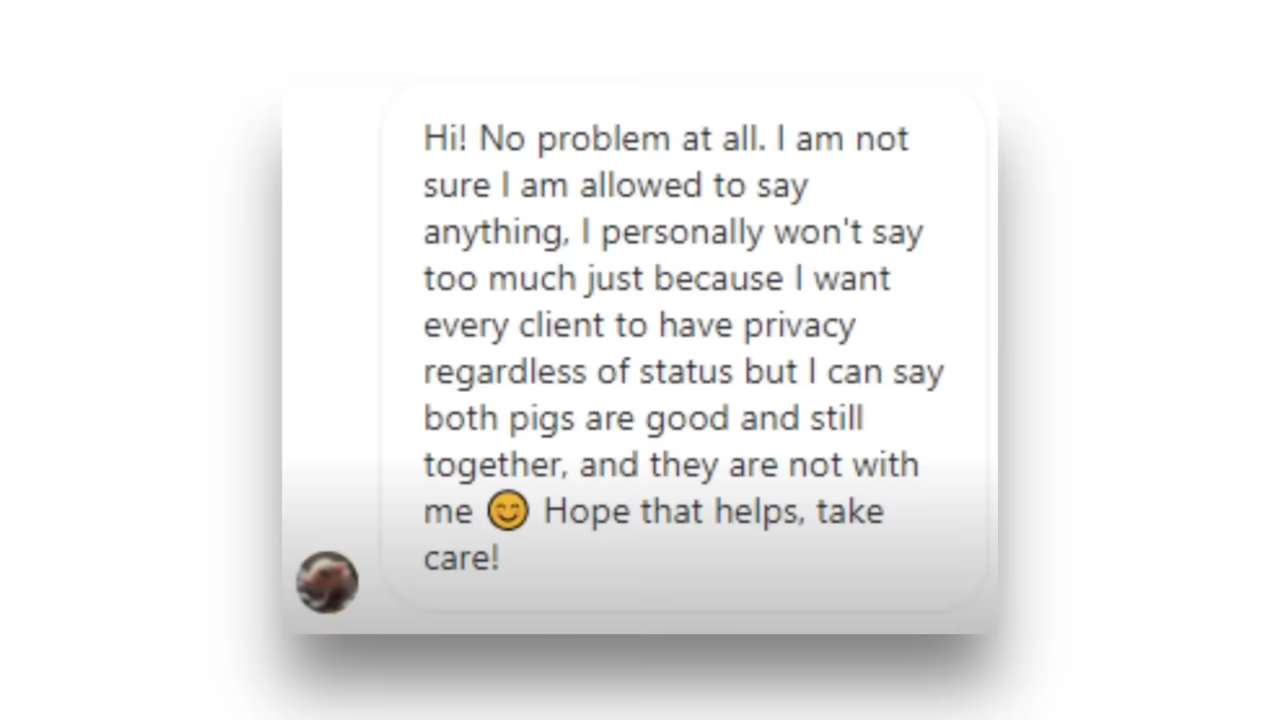 Hi! No problem at all. I am not
sure I am allowed to say
anything, I personally won't say
too much just because I want
every client to have privacy
regardless of status but I can say
both pigs are good and still
together, and they are not with
me 😊 Hope that helps, take
care!